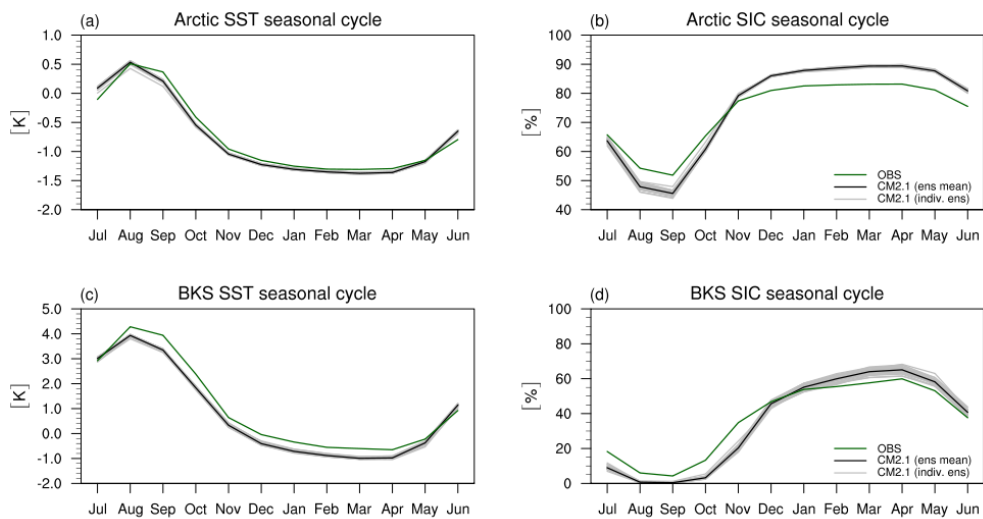 (a) Arctic SST seasonal cycle
1.0
0.5
0.0
-0.5
-1.0
-1.5
-2.0
[K]
Jul Aug Sep Oct Nov Dec Jan Feb Mar Apr May Jun
(b) Arctic SIC seasonal cycle
100
90
80
70
60
50
40
[%]
OBS
CM2.1 (ens mean)
CM2.1 (indiv. ens)
Jul Aug Sep Oct Nov Dec Jan Feb Mar Apr May Jun
(c) BKS SST seasonal cycle
5.0
4.0
3.0
2.0
1.0
0.0
-1.0
-2.0
[K]
Jul Aug Sep Oct Nov Dec Jan Feb Mar Apr May Jun
(d) BKS SIC seasonal cycle
100
80
60
40
20
0
[%]
OBS
CM2.1 (ens mean)
CM2.1 (indiv. ens)
Jul Aug Sep Oct Nov Dec Jan Feb Mar Apr May Jun